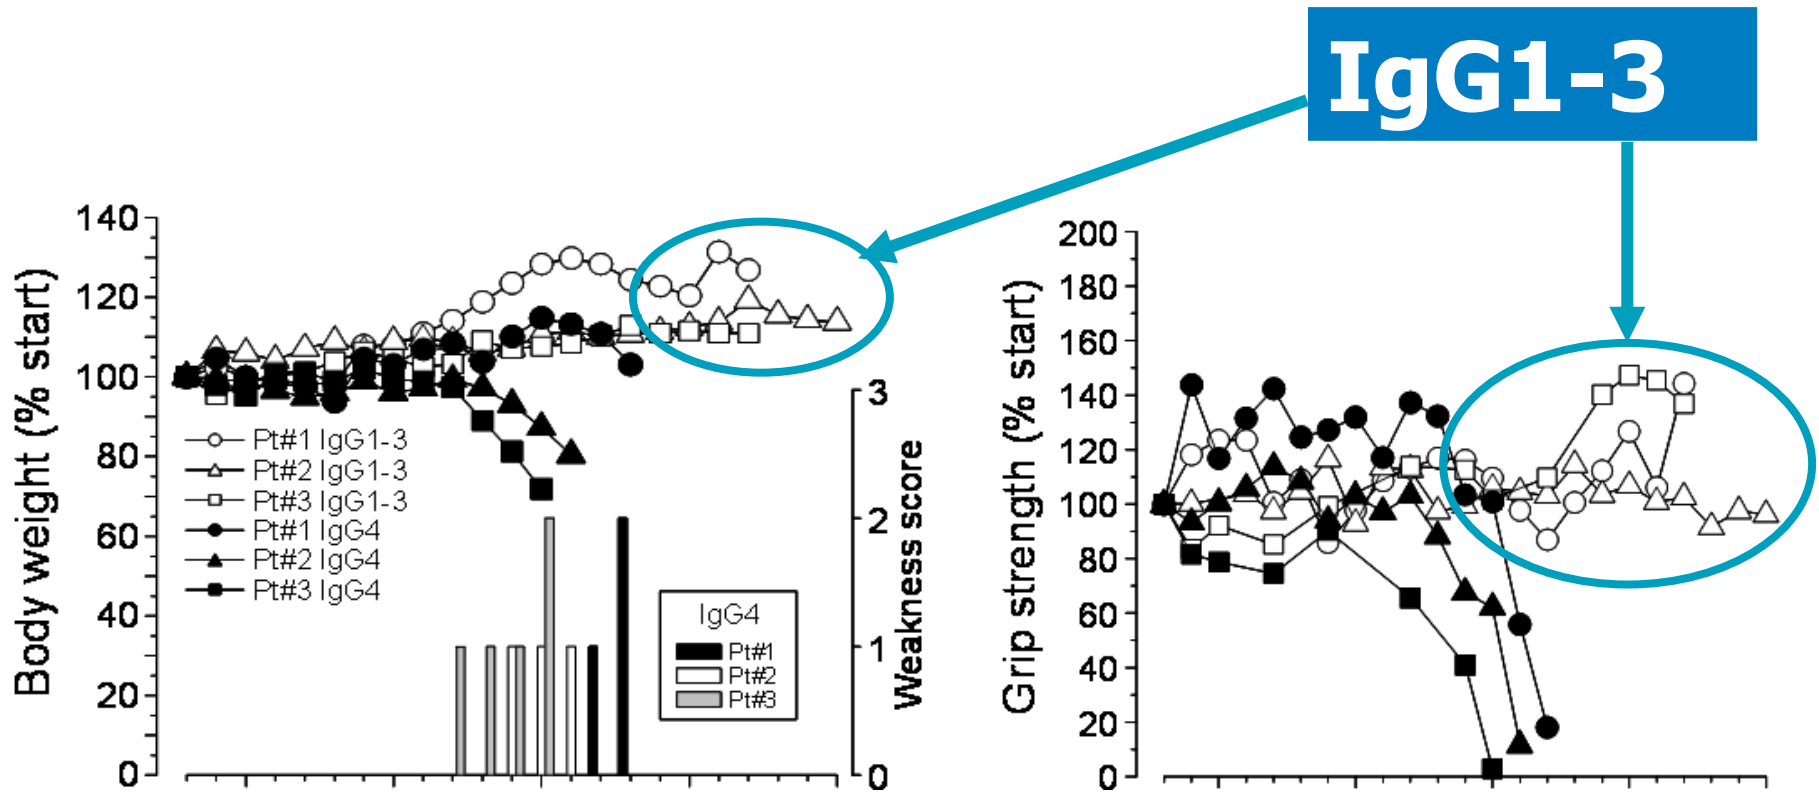 IgG1-3
Body weight (% start)
140
120
100
80
60
40
20
0
Pt#1 IgG1-3
Pt#2 IgG1-3
Pt#3 IgG1-3
Pt#1 IgG4
Pt#2 IgG4
Pt#3 IgG4
IgG4
Pt#1
Pt#2
Pt#3
3
2
1
0
Weakness score
Grip strength (% start)
200
180
160
140
120
100
80
60
40
20
0